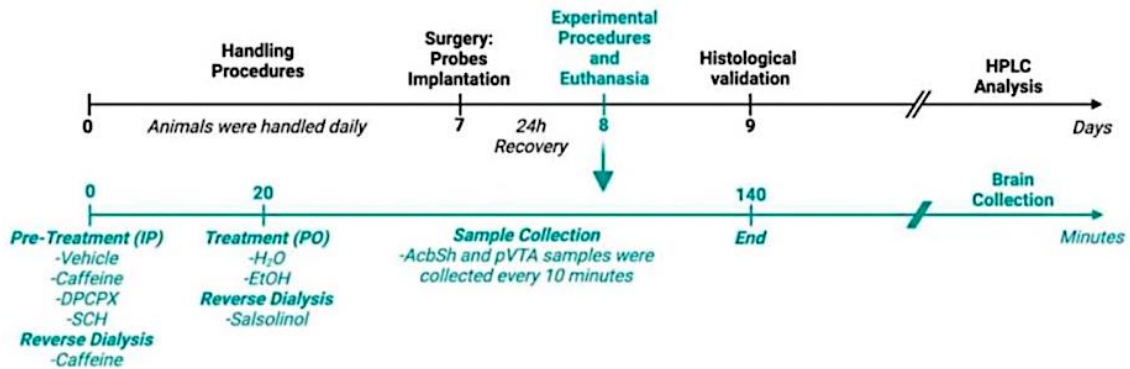 Handling
Procedures
Surgery:
Probes
Implantation
Experimental
Procedures
and
Euthanasia
Histological
validation
HPLC
Analysis
0
Animals were handled daily
7
24h
Recovery
8
9
Days
0
20
140
Brain
Collection
Pre-Treatment (IP)
-Vehicle
-Caffeine
-DPCPX
-SCH
Reverse Dialysis
-Caffeine
Treatment (PO)
-H₂O
-EtOH
Reverse Dialysis
-Salsolinol
Sample Collection
-AcbSh and pVTA samples were
collected every 10 minutes
End
Minutes